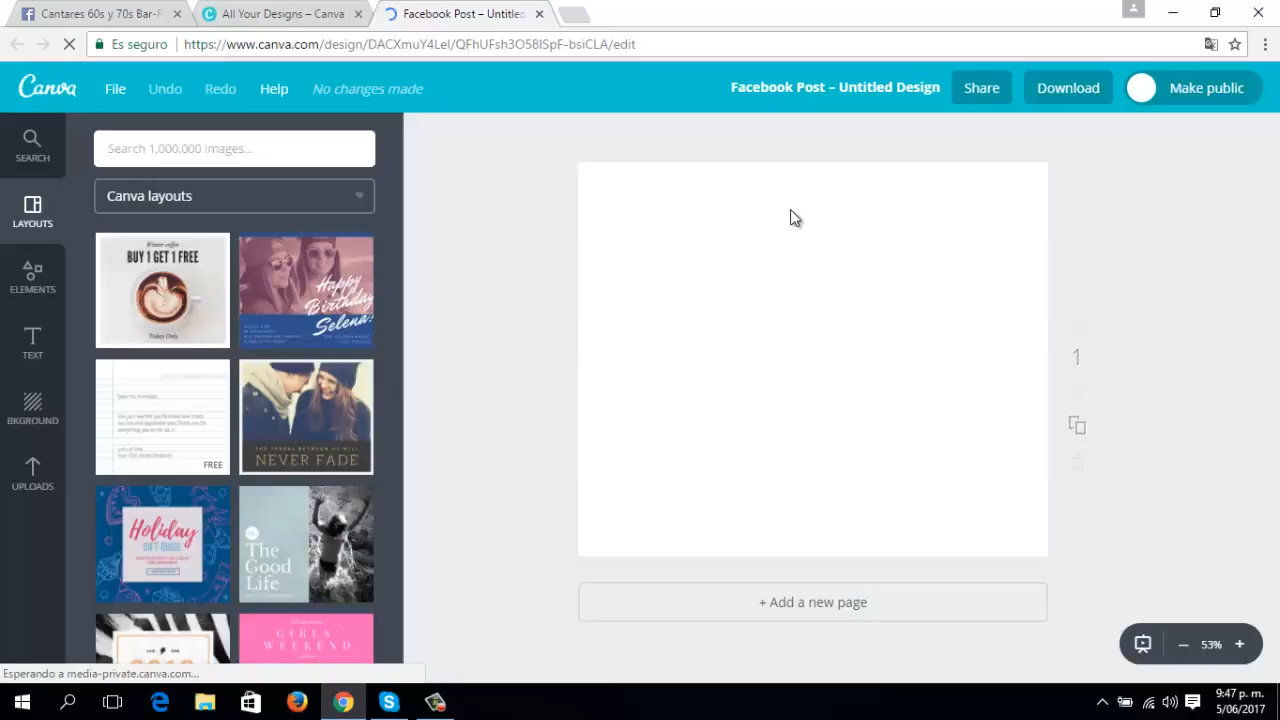 Cantares 60s y 70s Bar-R
All Your Designs – Canva
Facebook Post – Untitled
Es seguro
https://www.canva.com/design/DACXmuY4LeI/QFhUFsh3O58ISpF-bsiCLA/edit
Canva
File
Undo
Redo
Help
No changes made
Facebook Post – Untitled Design
Share
Download
Make public
SEARCH
LAYOUTS
ELEMENTS
TEXT
BKGROUND
UPLOADS
Search 1,000,000 images...
Canva layouts
Winter coffee
BUY 1 GET 1 FREE
Today Only
Happy
Birthday
Selena!
FREE
NEVER FADE
Holiday
GIFT GUIDE
The
Good
Life
GIRLS'
WEEKEND
1
+ Add a new page
53%
Esperando a media-private.canva.com...
9:47 p. m.
5/06/2017